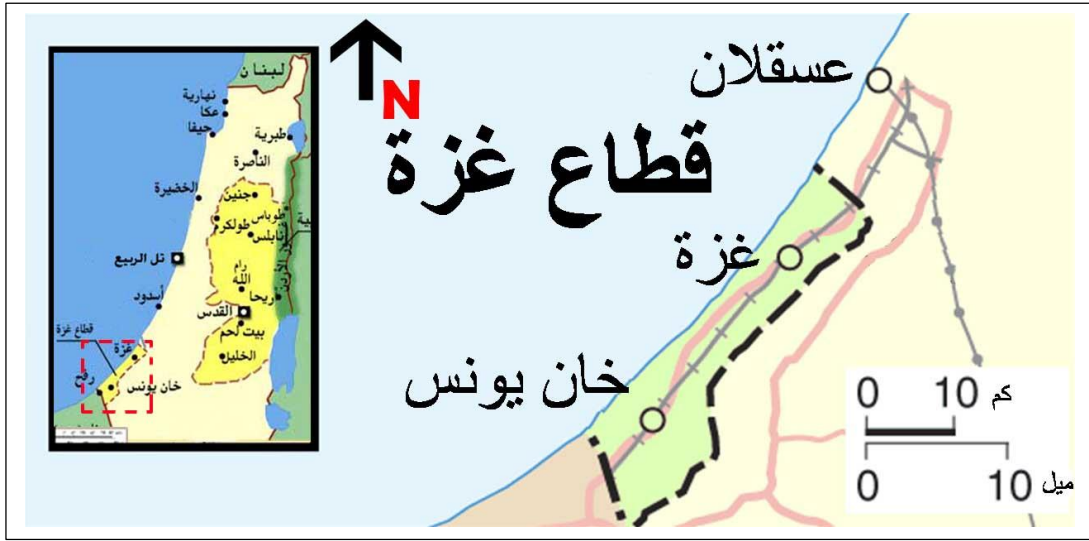 قطاع غزة
N
عسقلان
غزة
خان يونس
0 10 كم
0 10 ميل
لبنان
نهارية
عكا
حيفا
طبرية
الناصرة
الخضيرة
جنين
طوباس
طولكر
نابلس
تل الربيع
رام
الله
أريحا
أسدود
القدس
بيت لحم
الخليل
قطاع غزة
غزة
رفح
خان يونس